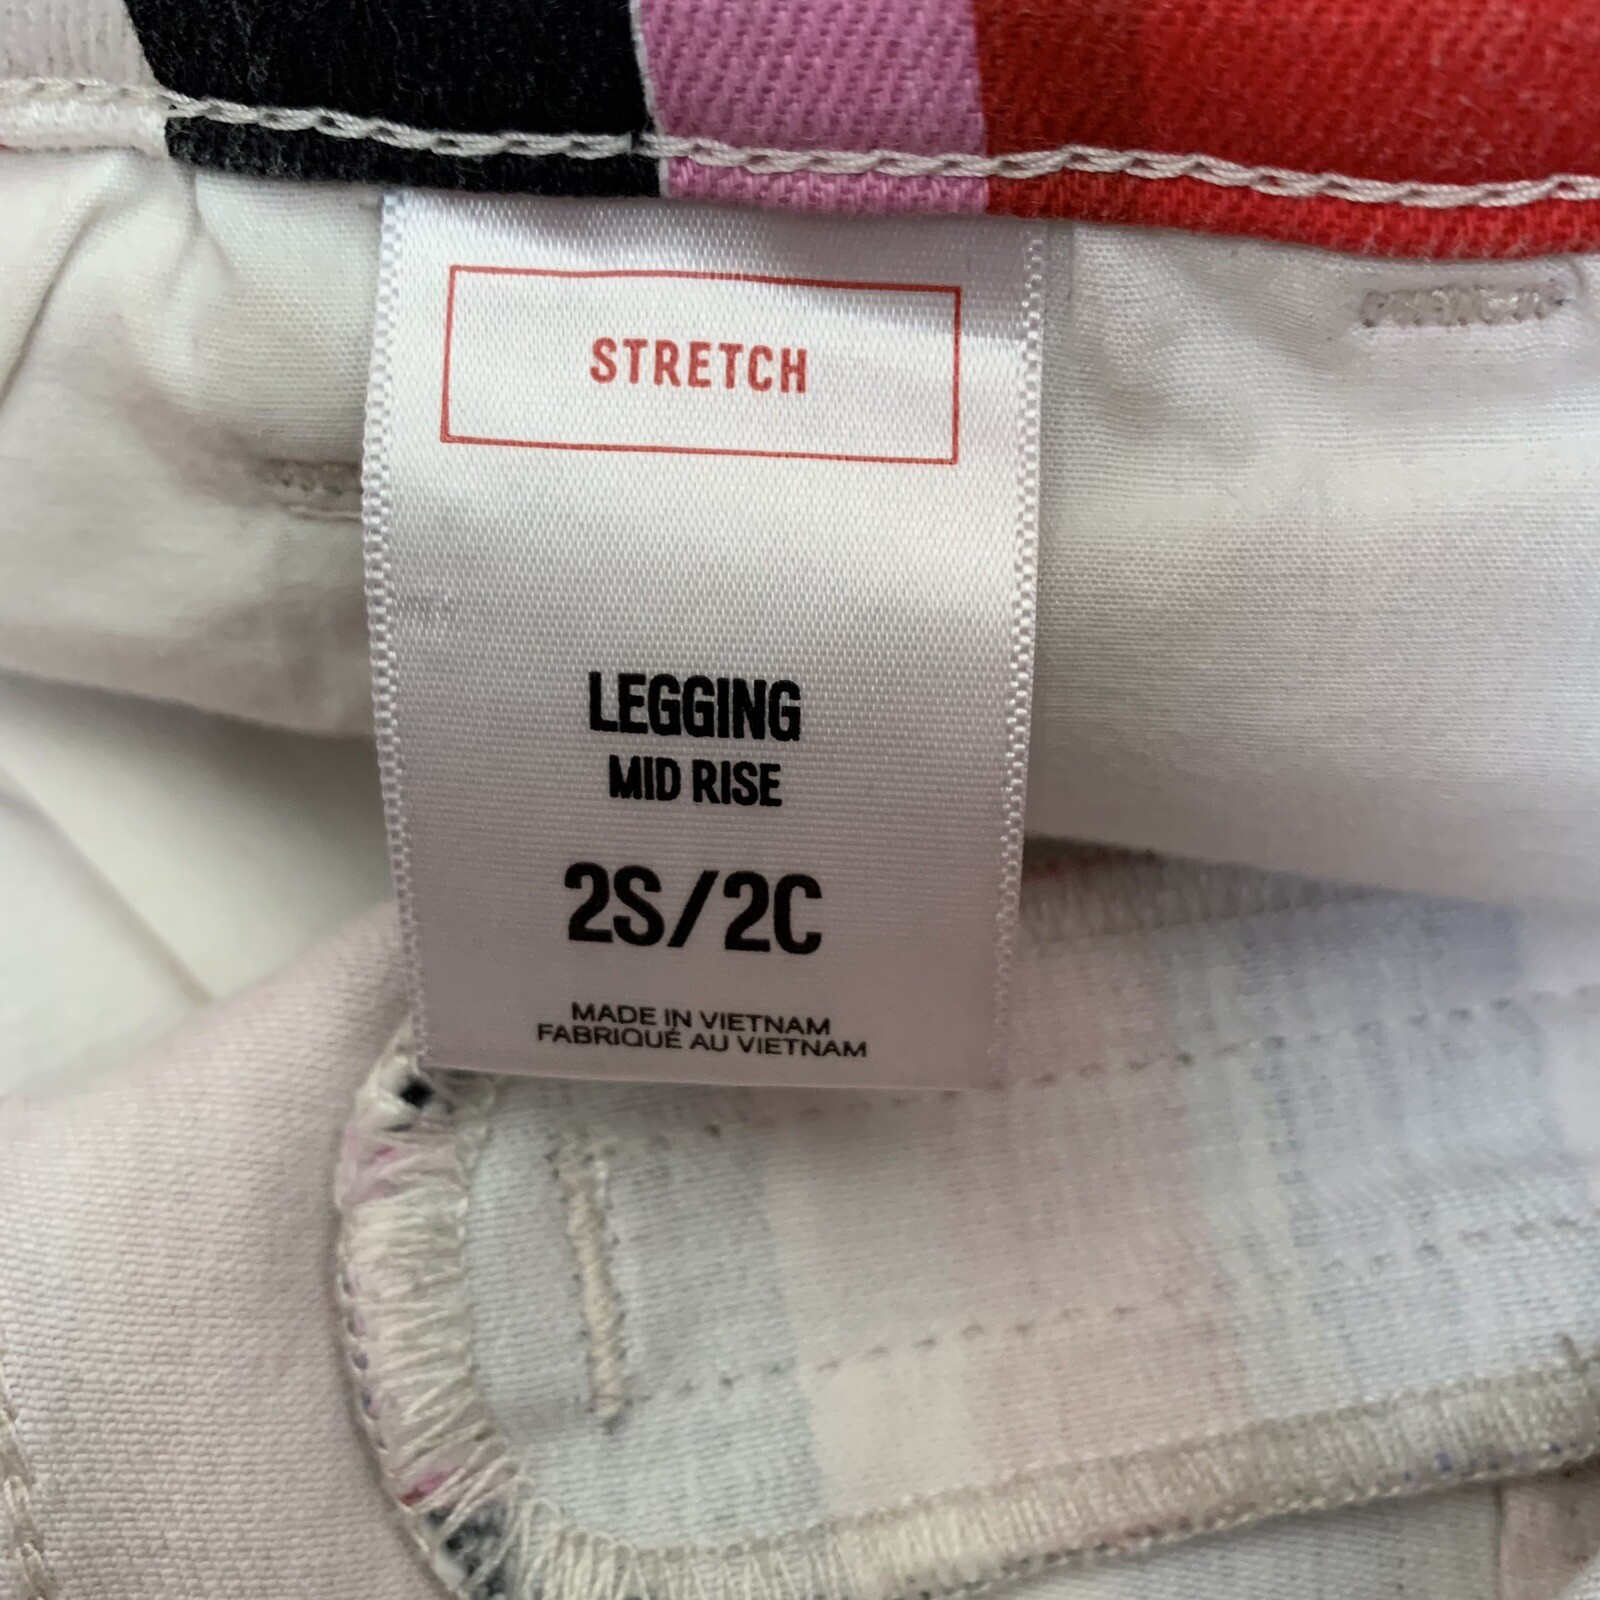 STRETCH
LEGGING
MID RISE
2S/2C
MADE IN VIETNAM
FABRIQUÉ AU VIETNAM